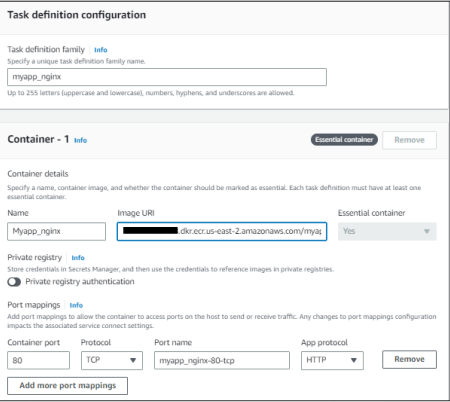 Task definition configuration
Task definition family Info
Specify a unique task definition family name.
myapp_nginx
Up to 255 letters (uppercase and lowercase), numbers, hyphens, and underscores are allowed.
Container - 1 Info Essential container Remove
Container details
Specify a name, container image, and whether the container should be marked as essential. Each task definition must have at least one
essential container.
Name Image URI Essential container
Myapp_nginx .dkr.ecr.us-east-2.amazonaws.com/myap Yes
Private registry Info
Store credentials in Secrets Manager, and then use the credentials to reference images in private registries.
Private registry authentication
Port mappings Info
Add port mappings to allow the container to access ports on the host to send or receive traffic. Any changes to port mappings configuration
impacts the associated service connect settings.
Container port Protocol Port name App protocol
80 TCP myapp_nginx-80-tcp HTTP Remove
Add more port mappings